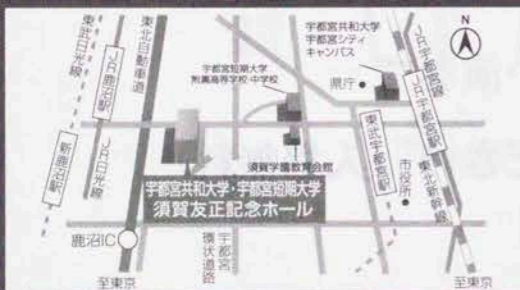 東武日光線
JR鹿沼駅
東北自動車道
宇都宮短期大学
附属高等学校・中学校
宇都宮共和大学
宇都宮シティ
キャンパス
県庁
JR宇都宮線
JR宇都宮駅
N
新鹿沼駅
JR日光線
須賀学園教育会館
東武宇都宮駅
市役所
東北新幹線
宇都宮共和大学・宇都宮短期大学
須賀友正記念ホール
鹿沼IC
宇都宮
環状道路
至東京
至東京